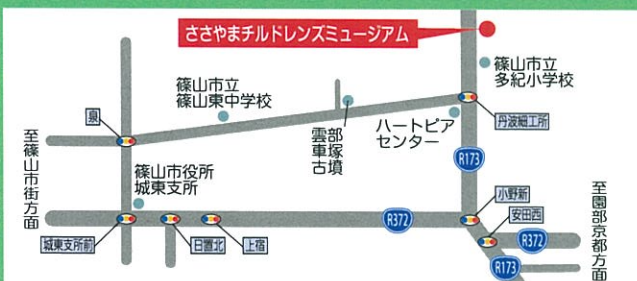 ささやまチルドレンズミュージアム
篠山市立
多紀小学校
篠山市立
篠山東中学校
泉
雲部
車塚
古墳
ハートピア
センター
丹波細工所
至篠山市街方面
篠山市役所
城東支所
R173
小野新
安田西
至園部京都方面
城東支所前
日置北
上宿
R372
R372
R173